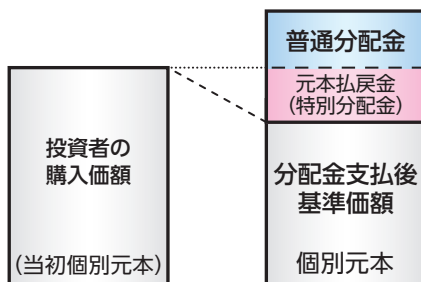 投資者の
購入価額
(当初個別元本)
普通分配金
元本払戻金
(特別分配金)
分配金支払後
基準価額
個別元本